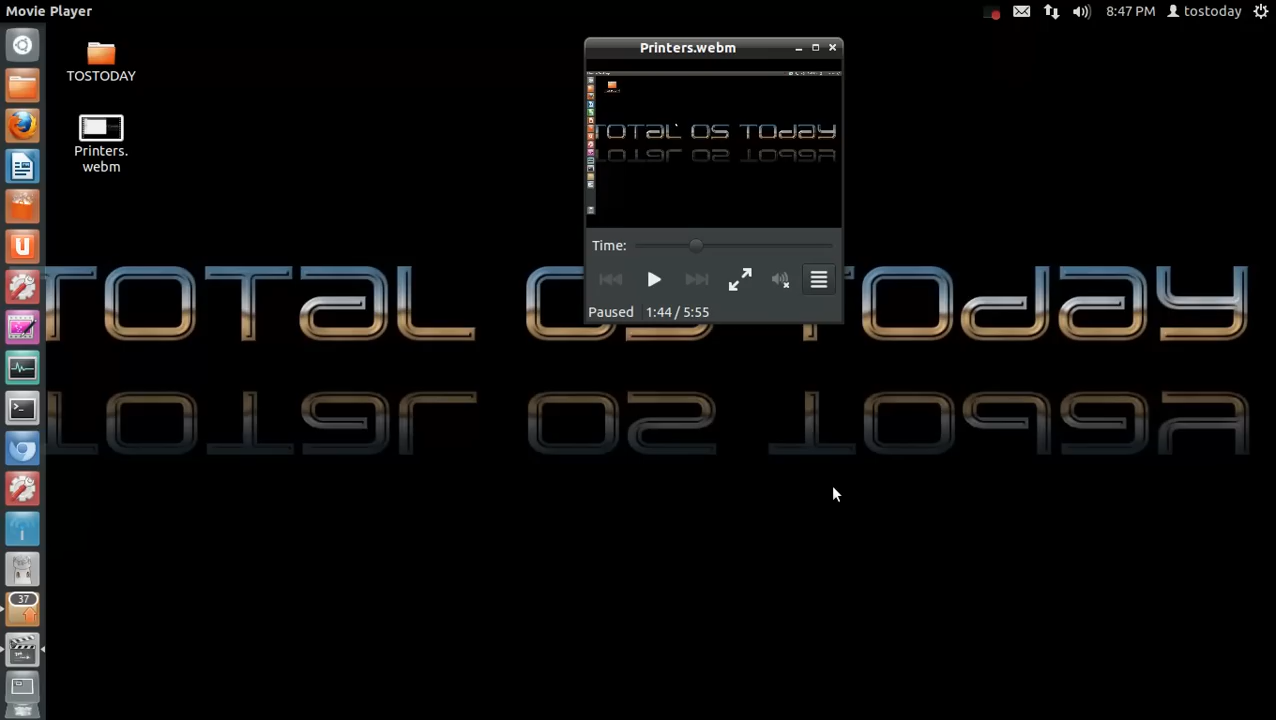 Movie Player
8:47 PM
tostoday
TOSTODAY
Printers.
webm
Printers.webm
TOTaL OS TODaY
Time:
Paused
1:44 / 5:55
TOTaL OS TODaY
37